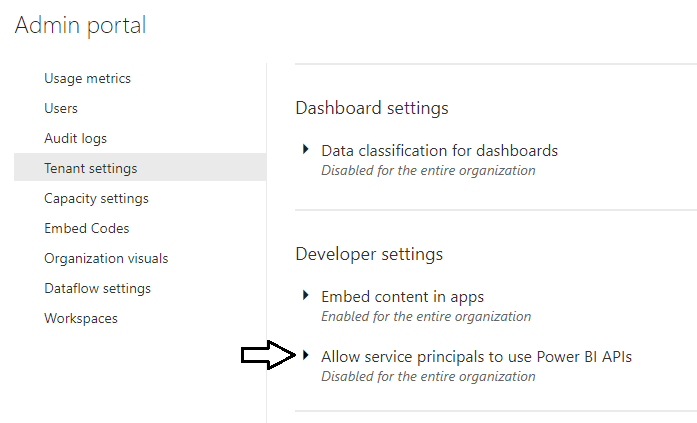 Admin portal
Usage metrics
Users
Audit logs
Tenant settings
Capacity settings
Embed Codes
Organization visuals
Dataflow settings
Workspaces
Dashboard settings
Data classification for dashboards
Disabled for the entire organization
Developer settings
Embed content in apps
Enabled for the entire organization
Allow service principals to use Power BI APIs
Disabled for the entire organization